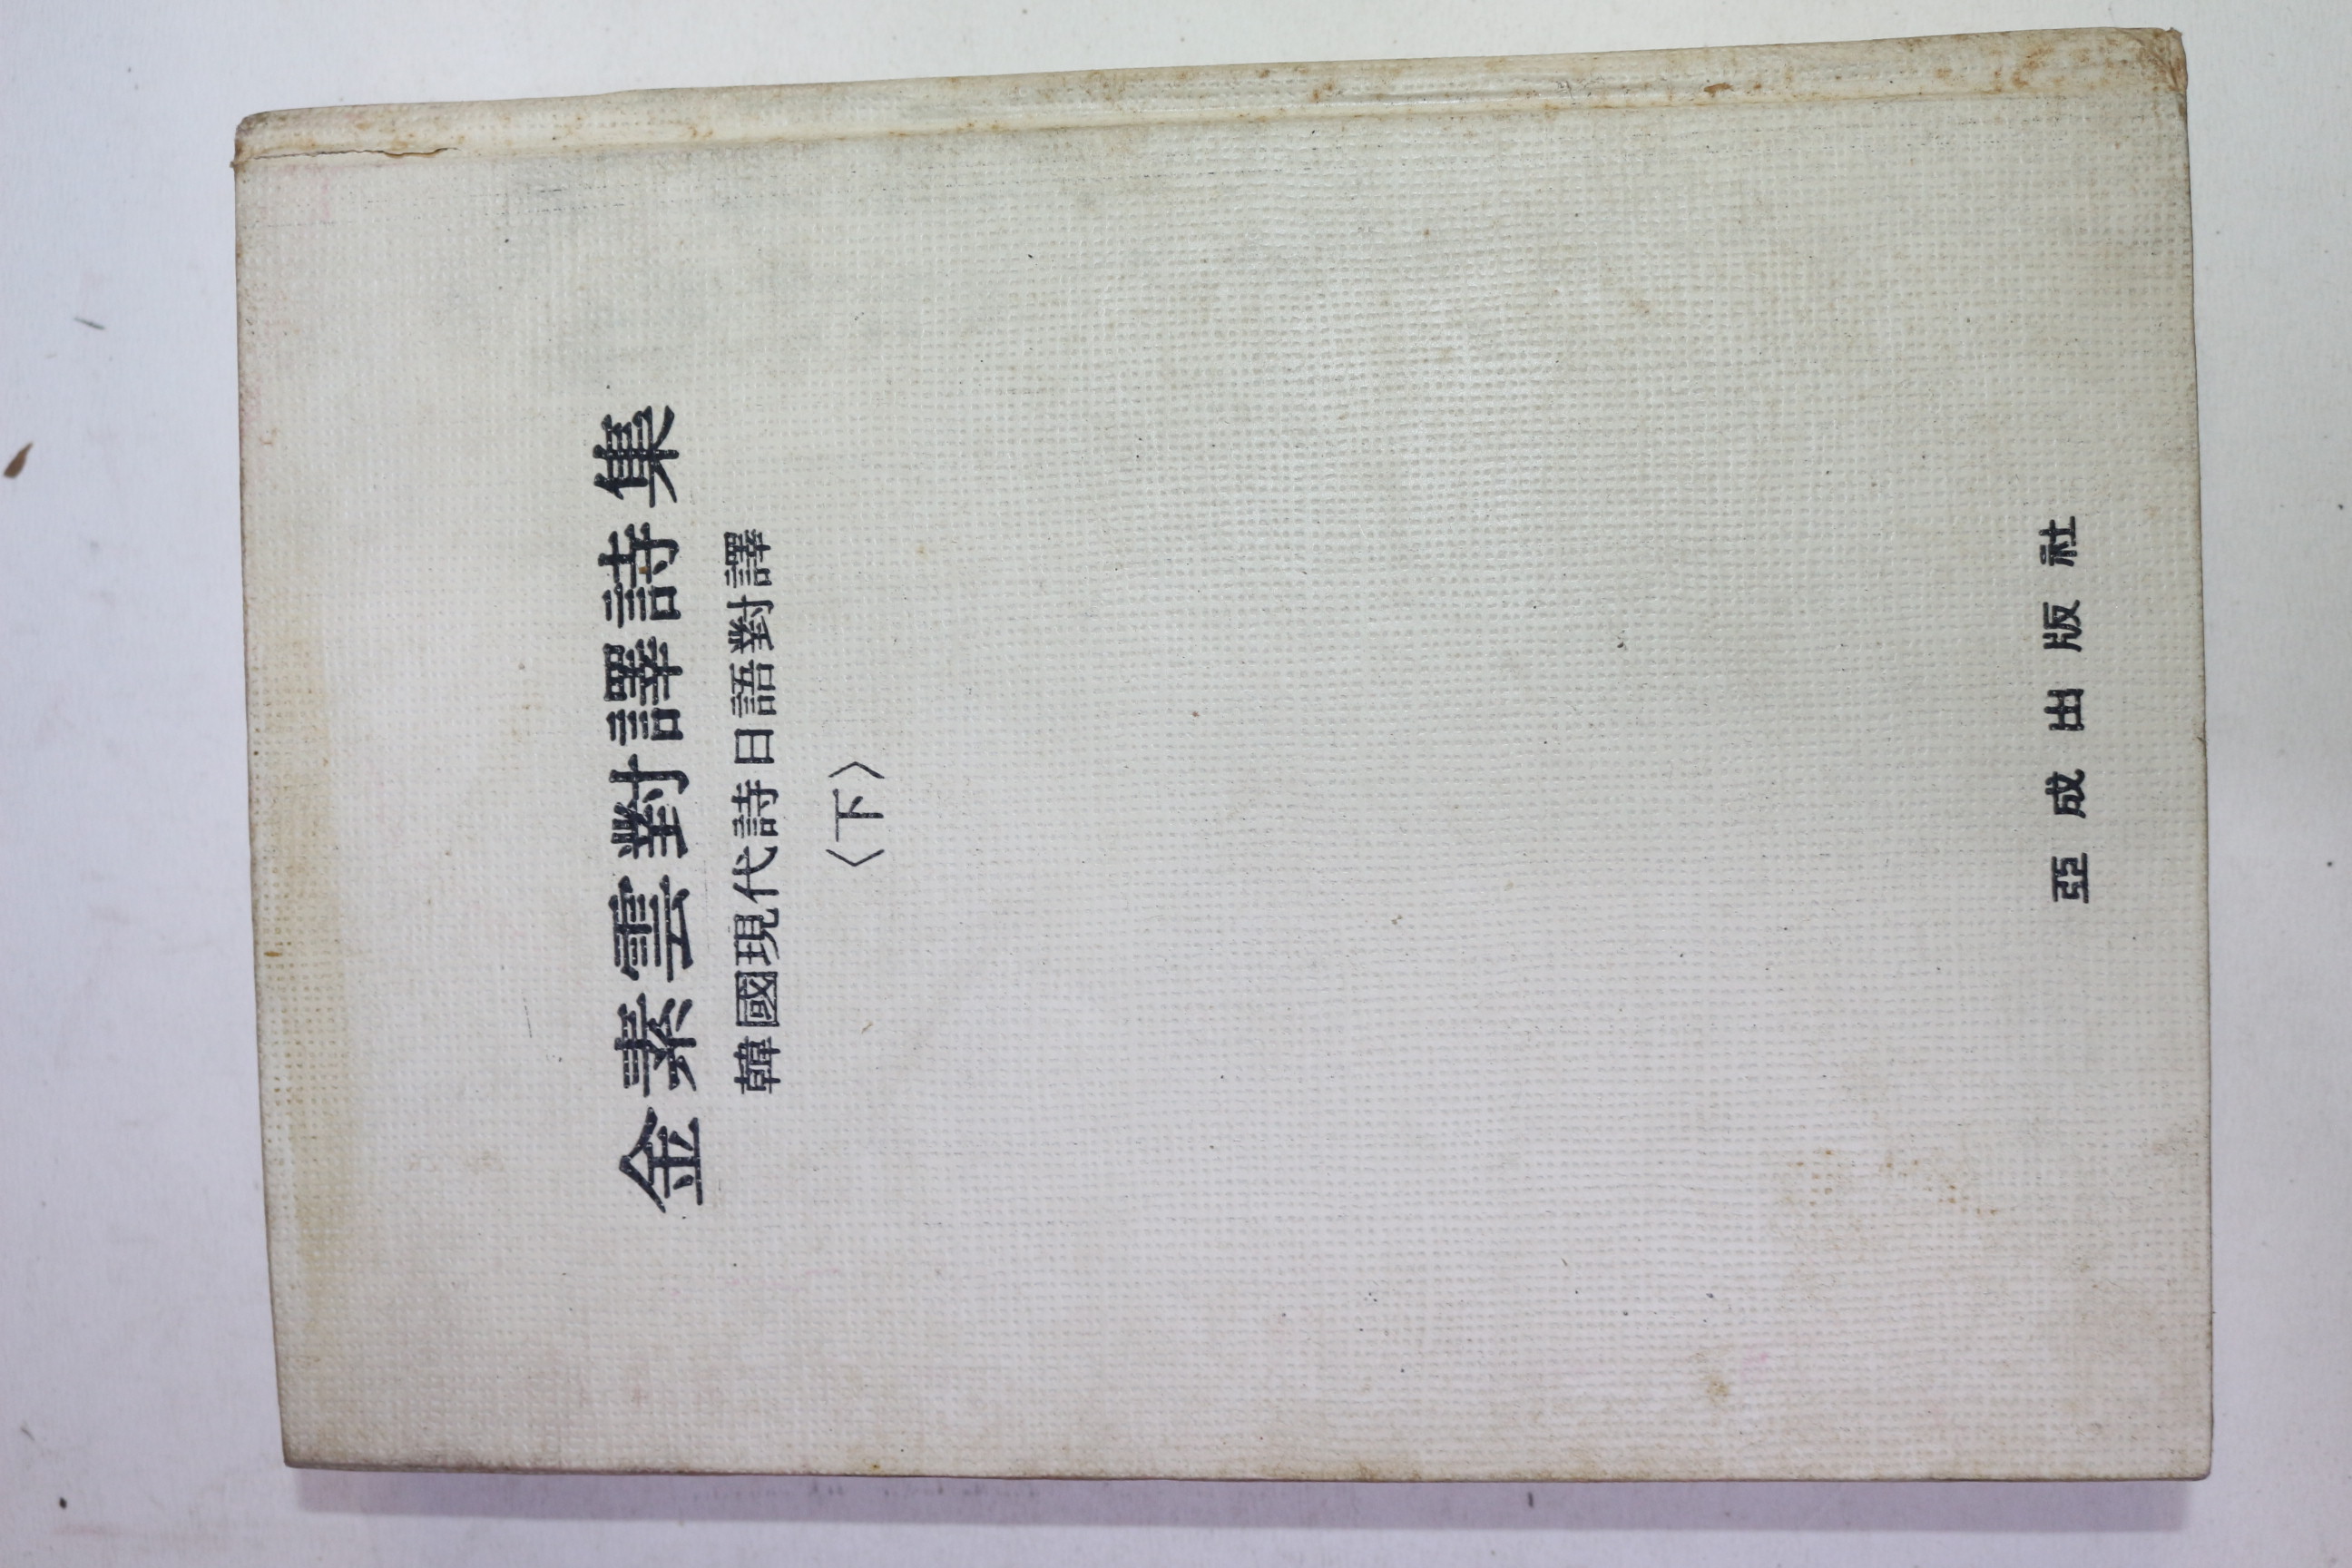 金素雲對譯詩集
韓國現代詩日語對譯
〈下〉
亞成出版社